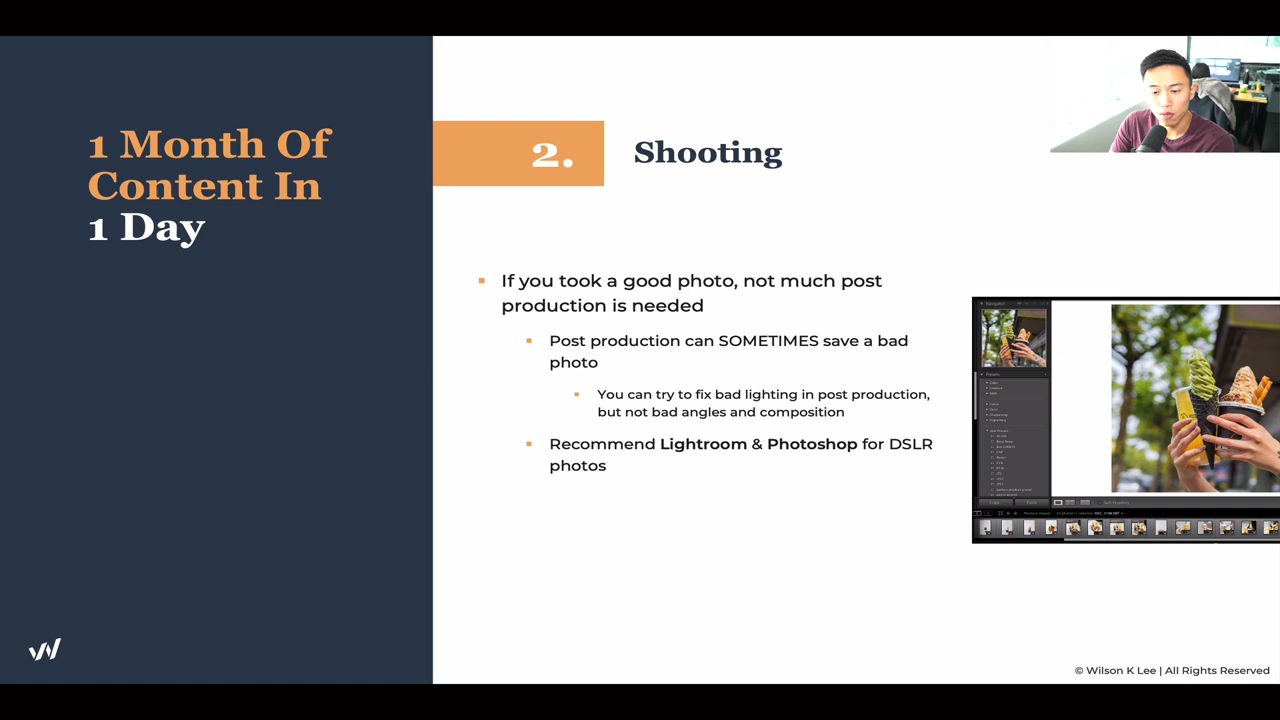 1 Month Of
Content In
1 Day
2.
Shooting
If you took a good photo, not much post
production is needed
Post production can SOMETIMES save a bad
photo
You can try to fix bad lighting in post production,
but not bad angles and composition
Recommend Lightroom & Photoshop for DSLR
photos
Navigator
Presets
© Wilson K Lee | All Rights Reserved